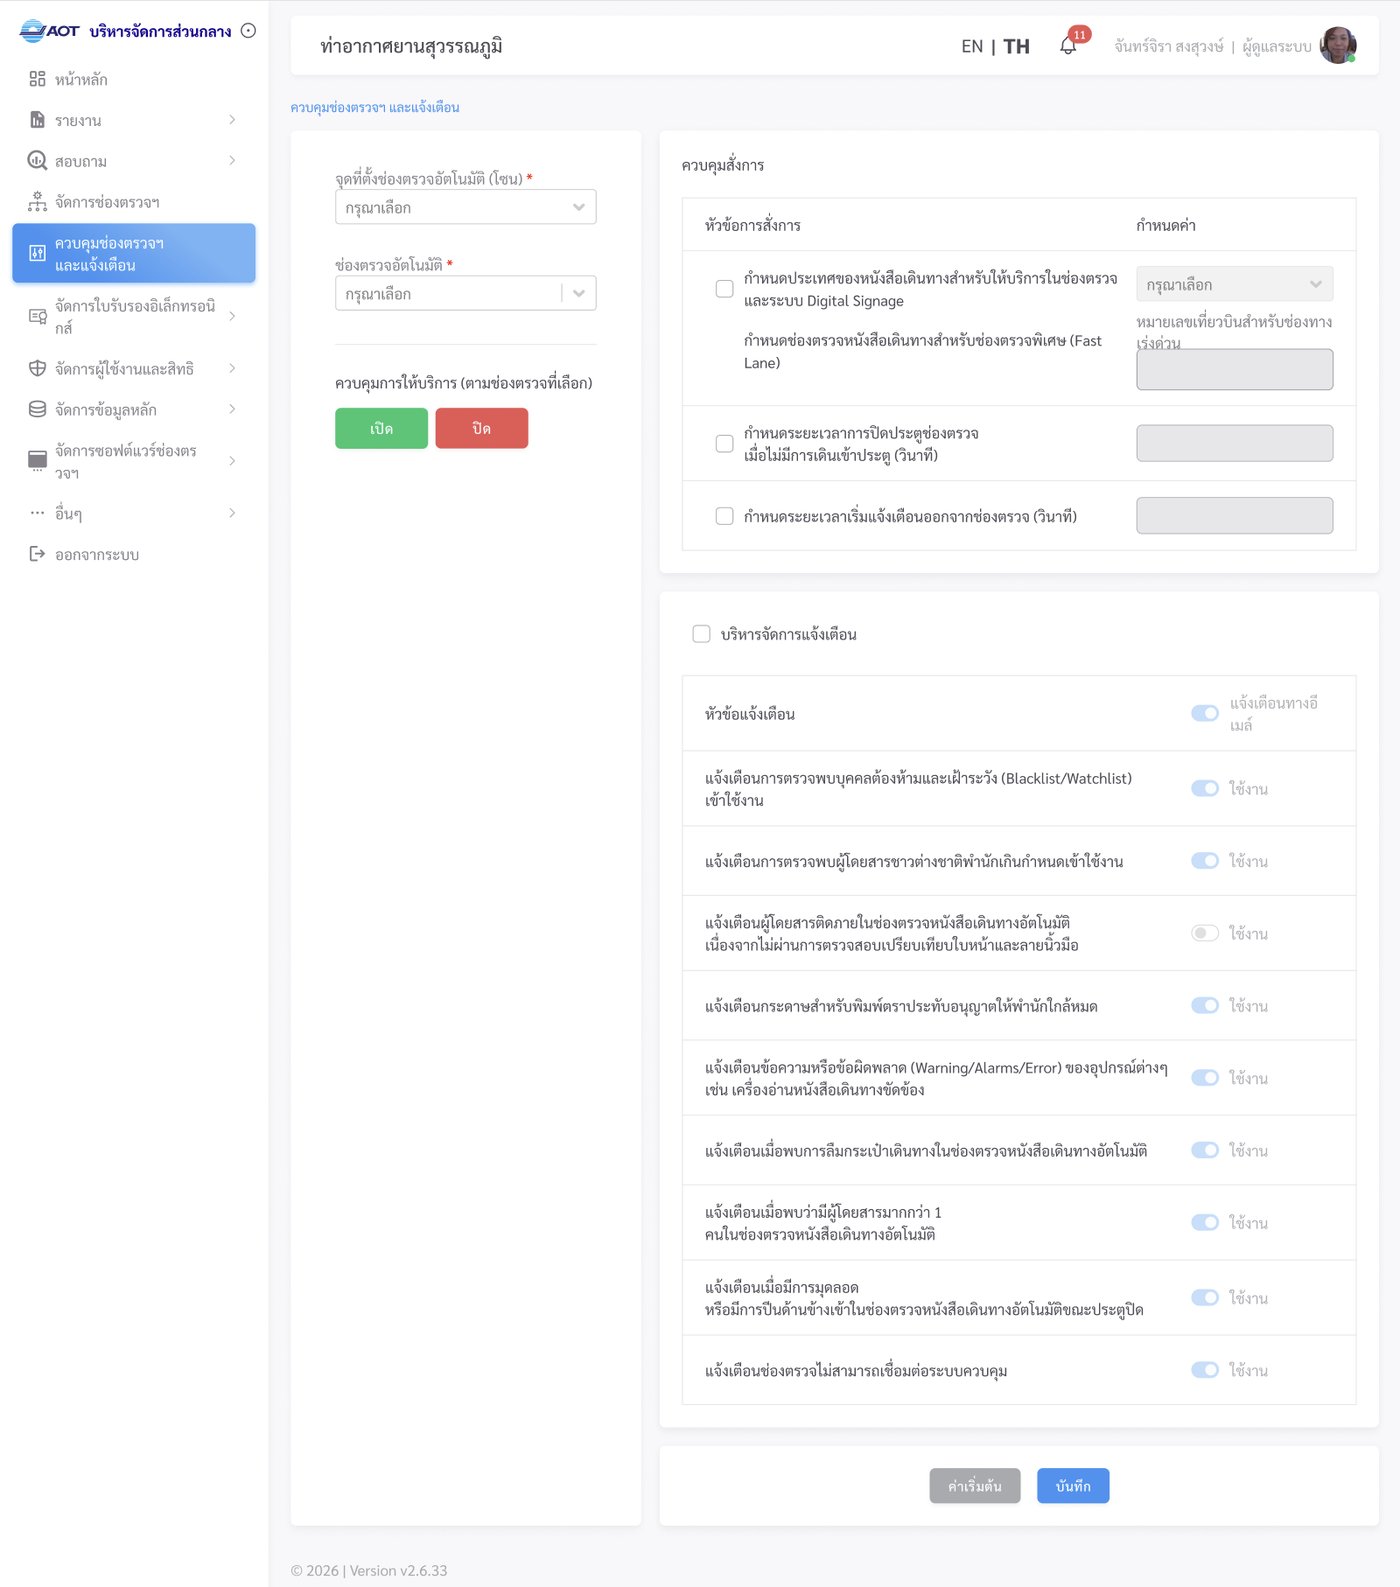 AOT บริหารจัดการส่วนกลาง
หน้าหลัก
รายงาน
สอบถาม
จัดการช่องตรวจฯ
ควบคุมช่องตรวจฯ
และแจ้งเตือน
จัดการใบรับรองอิเล็กทรอนิ
กส์
จัดการผู้ใช้งานและสิทธิ
จัดการข้อมูลหลัก
จัดการซอฟต์แวร์ช่องตร
วจฯ
อื่นๆ
ออกจากระบบ
ท่าอากาศยานสุวรรณภูมิ
EN | TH
11
จันทร์จิรา สงสุวงษ์ | ผู้ดูแลระบบ
ควบคุมช่องตรวจฯ และแจ้งเตือน
จุดที่ตั้งช่องตรวจอัตโนมัติ (โซน) *
กรุณาเลือก
ช่องตรวจอัตโนมัติ *
กรุณาเลือก
ควบคุมการให้บริการ (ตามช่องตรวจที่เลือก)
เปิด
ปิด
ควบคุมสั่งการ
หัวข้อการสั่งการ
กำหนดค่า
กำหนดประเทศของหนังสือเดินทางสำหรับให้บริการในช่องตรวจ
และระบบ Digital Signage
กรุณาเลือก
กำหนดช่องตรวจหนังสือเดินทางสำหรับช่องตรวจพิเศษ (Fast
Lane)
หมายเลขเที่ยวบินสำหรับช่องทาง
เร่งด่วน
กำหนดระยะเวลาการปิดประตูช่องตรวจ
เมื่อไม่มีการเดินเข้าประตู (วินาที)
กำหนดระยะเวลาเริ่มแจ้งเตือนออกจากช่องตรวจ (วินาที)
บริหารจัดการแจ้งเตือน
หัวข้อแจ้งเตือน
แจ้งเตือนทางอี
เมล์
แจ้งเตือนการตรวจพบบุคคลต้องห้ามและเฝ้าระวัง (Blacklist/Watchlist)
เข้าใช้งาน
ใช้งาน
แจ้งเตือนการตรวจพบผู้โดยสารชาวต่างชาติพำนักเกินกำหนดเข้าใช้งาน
ใช้งาน
แจ้งเตือนผู้โดยสารติดภายในช่องตรวจหนังสือเดินทางอัตโนมัติ
เนื่องจากไม่ผ่านการตรวจสอบเปรียบเทียบใบหน้าและลายนิ้วมือ
ใช้งาน
แจ้งเตือนกระดาษสำหรับพิมพ์ตราประทับอนุญาตให้พำนักใกล้หมด
ใช้งาน
แจ้งเตือนข้อความหรือข้อผิดพลาด (Warning/Alarms/Error) ของอุปกรณ์ต่างๆ
เช่น เครื่องอ่านหนังสือเดินทางขัดข้อง
ใช้งาน
แจ้งเตือนเมื่อพบการลืมกระเป๋าเดินทางในช่องตรวจหนังสือเดินทางอัตโนมัติ
ใช้งาน
แจ้งเตือนเมื่อพบว่ามีผู้โดยสารมากกว่า 1
คนในช่องตรวจหนังสือเดินทางอัตโนมัติ
ใช้งาน
แจ้งเตือนเมื่อมีการมุดลอด
หรือมีการปีนด้านข้างเข้าในช่องตรวจหนังสือเดินทางอัตโนมัติขณะประตูปิด
ใช้งาน
แจ้งเตือนช่องตรวจไม่สามารถเชื่อมต่อระบบควบคุม
ใช้งาน
ค่าเริ่มต้น
บันทึก
© 2026 | Version v2.6.33